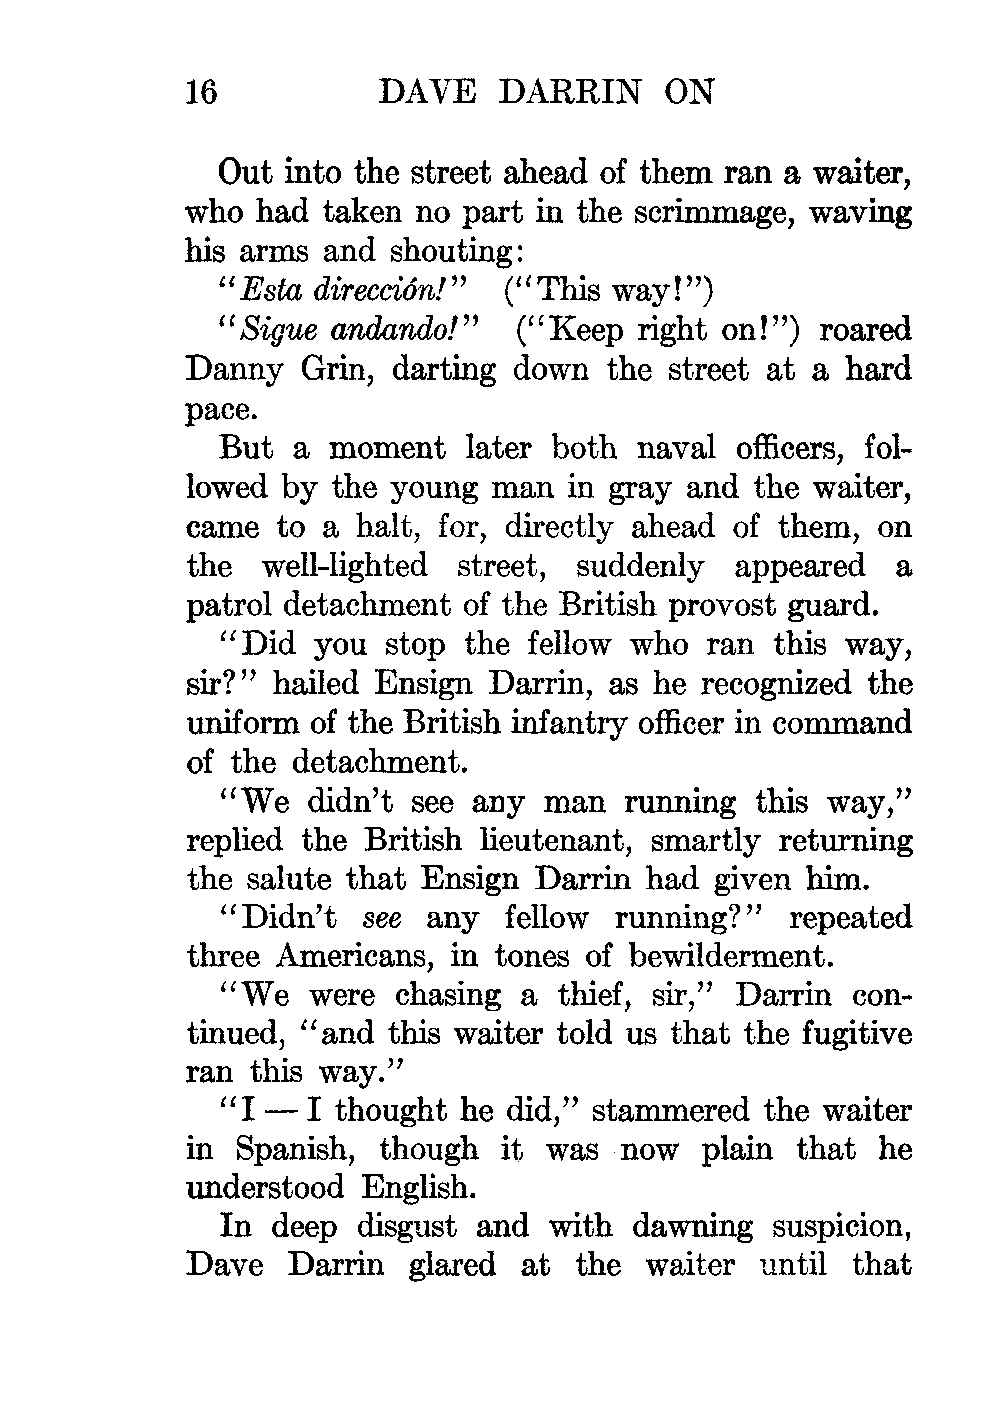 16 DAVE DARRIN ON
Out into the street ahead of them ran a waiter,
who had taken no part in the scrimmage, waving
his arms and shouting:
“Esta dirección!” (“This way!”)
“Sigue andando!” (“Keep right on!”) roared
Danny Grin, darting down the street at a hard
pace.
But a moment later both naval officers, fol-
lowed by the young man in gray and the waiter,
came to a halt, for, directly ahead of them, on
the well-lighted street, suddenly appeared a
patrol detachment of the British provost guard.
“Did you stop the fellow who ran this way,
sir?” hailed Ensign Darrin, as he recognized the
uniform of the British infantry officer in command
of the detachment.
“We didn’t see any man running this way,”
replied the British lieutenant, smartly returning
the salute that Ensign Darrin had given him.
“Didn’t see any fellow running?” repeated
three Americans, in tones of bewilderment.
“We were chasing a thief, sir,” Darrin con-
tinued, “and this waiter told us that the fugitive
ran this way.”
“I — I thought he did,” stammered the waiter
in Spanish, though it was now plain that he
understood English.
In deep disgust and with dawning suspicion,
Dave Darrin glared at the waiter until that